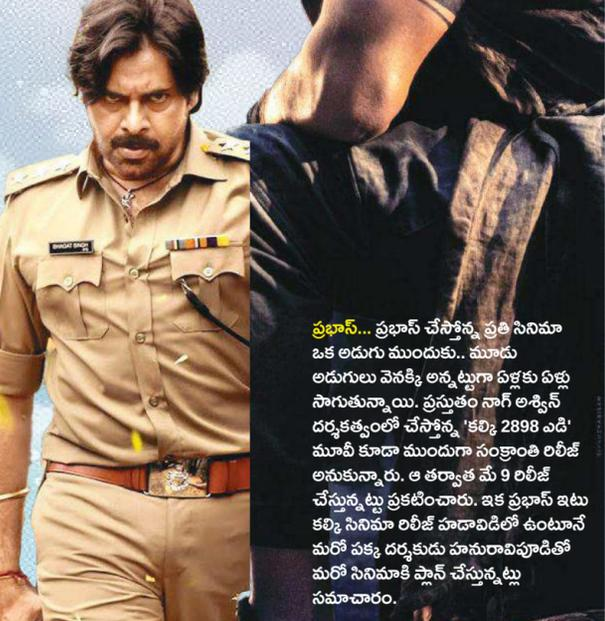 BHAGAT SINGH
IPS
ప్రభాస్... ప్రభాస్ చేస్తోన్న ప్రతి సినిమా
ఒక అడుగు ముందుకు.. మూడు
అడుగులు వెనక్కి అన్నట్టుగా ఏళ్లకు ఏళ్లు
సాగుతున్నాయి. ప్రస్తుతం నాగ్ అశ్విన్
దర్శకత్వంలో చేస్తోన్న 'కల్కి 2898 ఎడి'
మూవీ కూడా ముందుగా సంక్రాంతి రిలీజ్
అనుకున్నారు. ఆ తర్వాత మే 9 రిలీజ్
చేస్తున్నట్టు ప్రకటించారు. ఇక ప్రభాస్ ఇటు
కల్కి సినిమా రిలీజ్ హడావిడిలో ఉంటూనే
మరో పక్క దర్శకుడు హనురావిపూడితో
మరో సినిమాకి ప్లాన్ చేస్తున్నట్లు
సమాచారం.